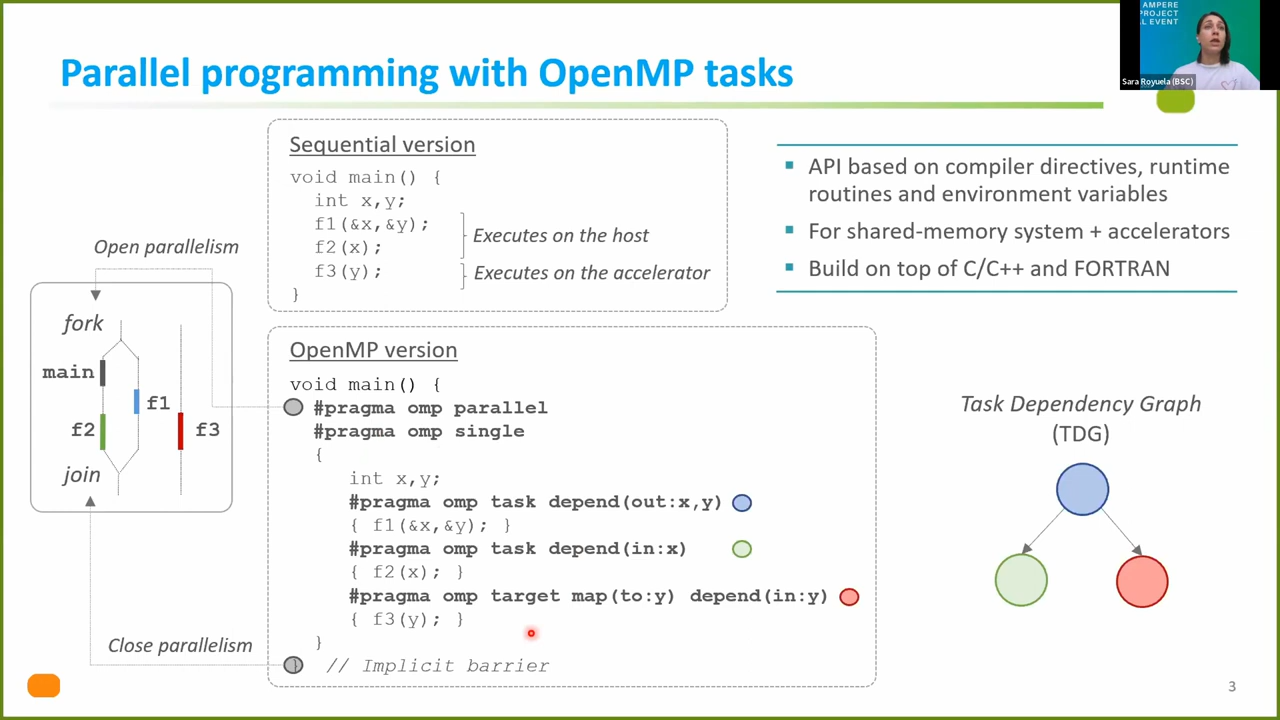 AMPERE
PROJECT
L EVENT
Sara Royuela (BSC)
Parallel programming with OpenMP tasks
Sequential version
void main() {
int x,y;
f1(&x,&y);
f2(x);
f3(y);
}
Executes on the host
Executes on the accelerator
▪ API based on compiler directives, runtime
routines and environment variables
▪ For shared-memory system + accelerators
▪ Build on top of C/C++ and FORTRAN
Open parallelism
fork
main
f1
f2
f3
join
Close parallelism
OpenMP version
void main() {
#pragma omp parallel
#pragma omp single
{
int x,y;
#pragma omp task depend(out:x,y)
{ f1(&x,&y); }
#pragma omp task depend(in:x)
{ f2(x); }
#pragma omp target map(to:y) depend(in:y)
{ f3(y); }
}
} // Implicit barrier
Task Dependency Graph
(TDG)
3